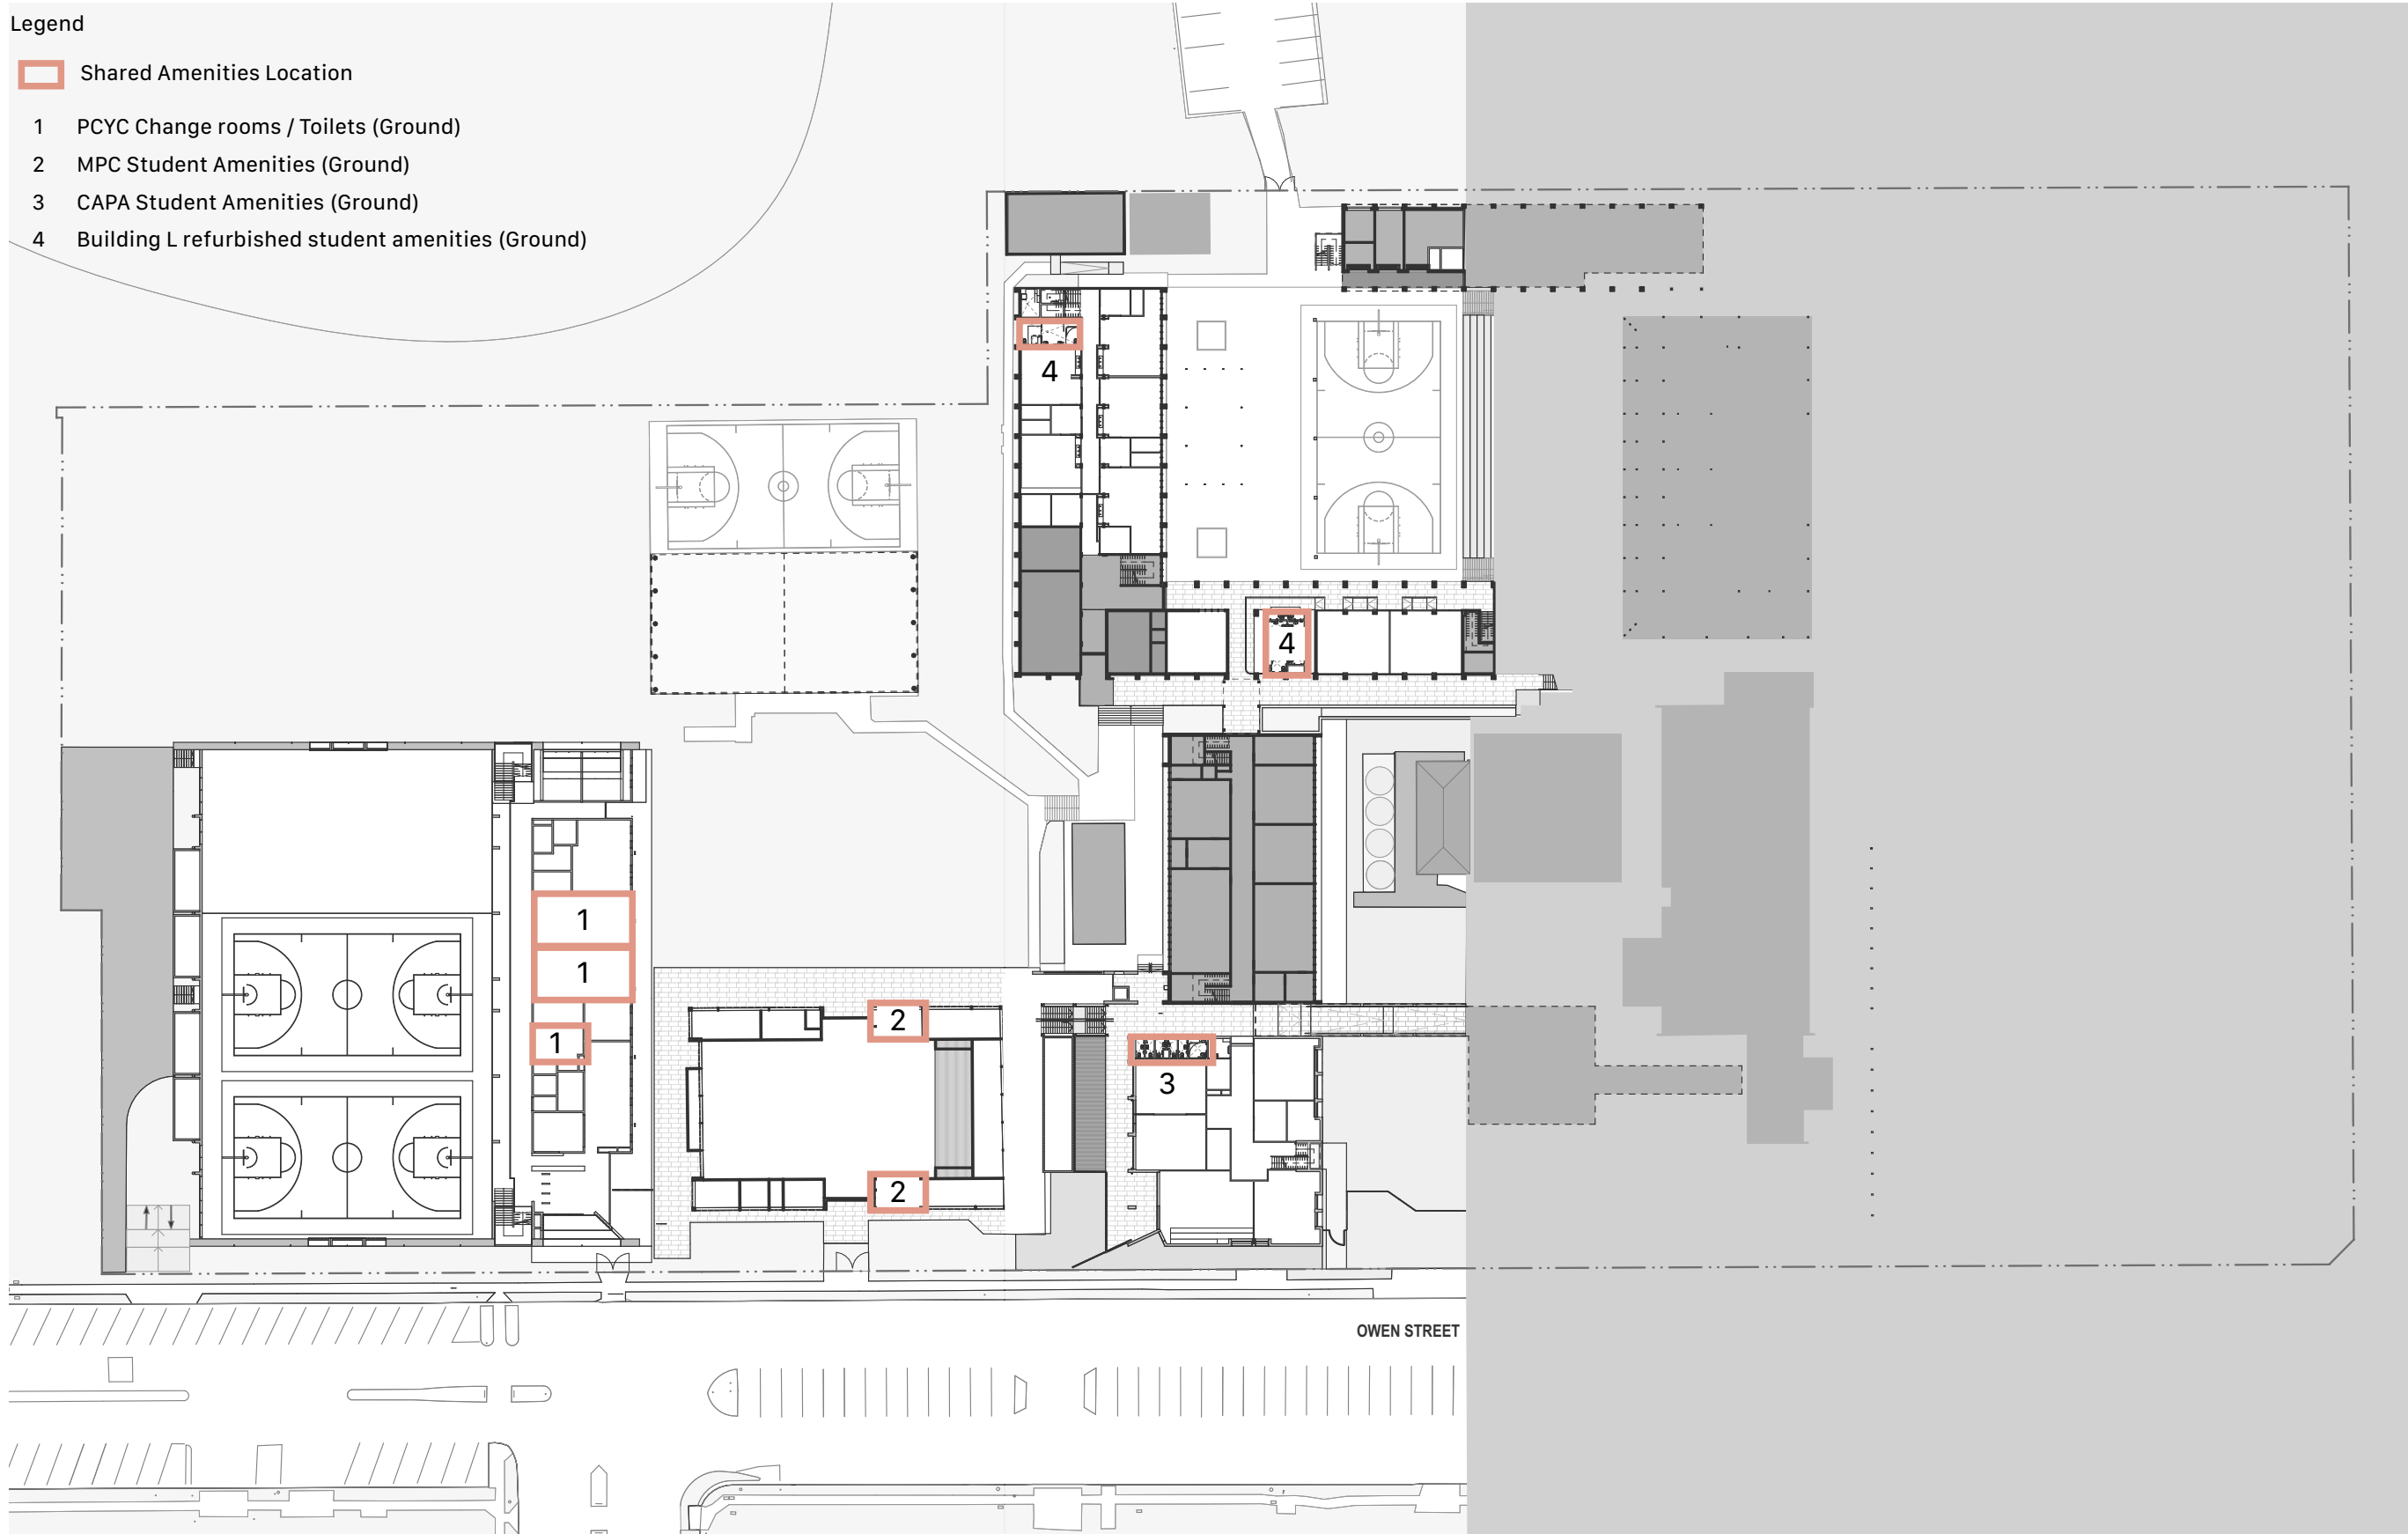 Legend
Shared Amenities Location
1 PCYC Change rooms / Toilets (Ground)
2 MPC Student Amenities (Ground)
3 CAPA Student Amenities (Ground)
4 Building L refurbished student amenities (Ground)
4
4
1
1
2
1
3
2
OWEN STREET